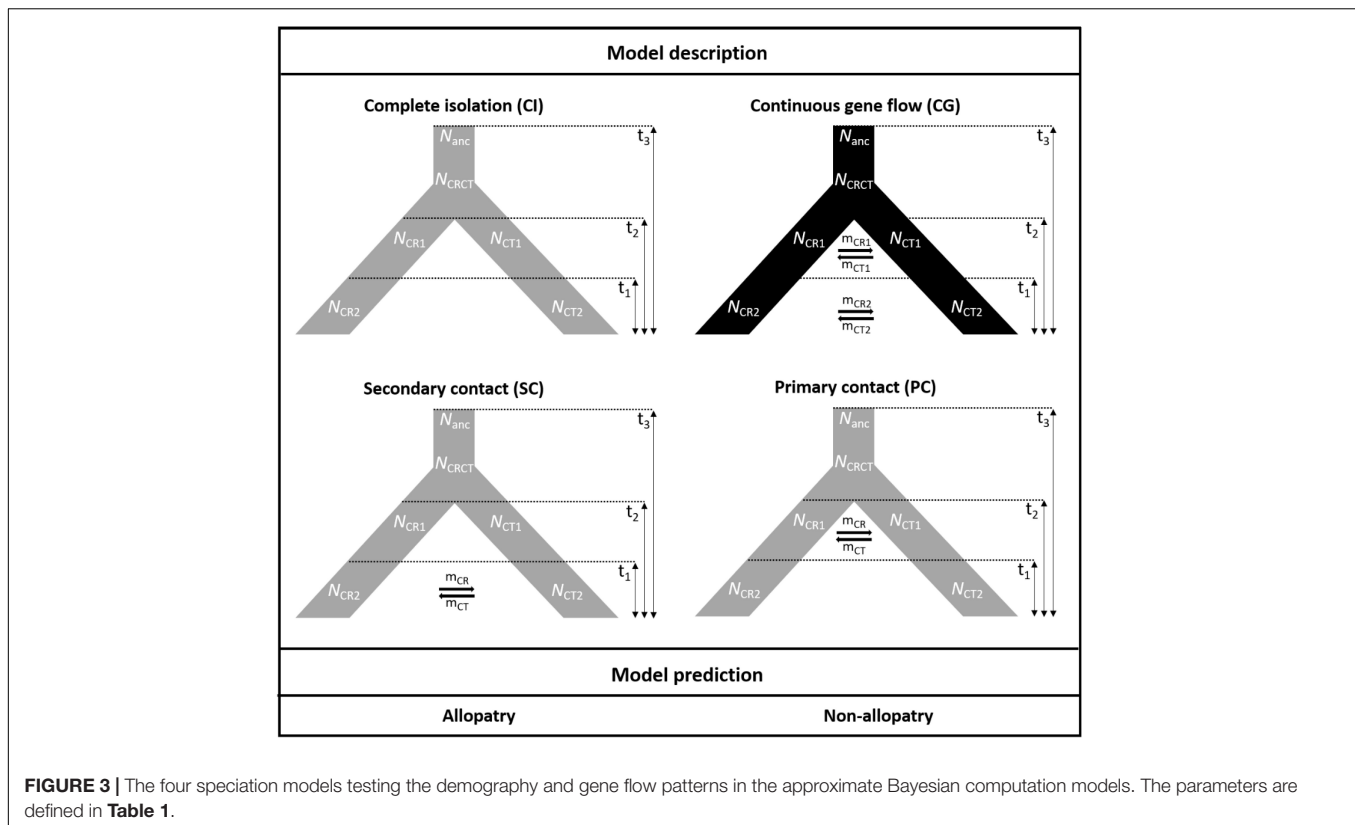 Model description
Complete isolation (CI)
Nanc
t3
NCRCT
t2
NCR1
NCT1
t1
NCR2
NCT2
Continuous gene flow (CG)
Nanc
t3
NCRCT
t2
NCR1
NCT1
mCR1
mCT1
t1
NCR2
NCT2
mCR2
mCT2
Secondary contact (SC)
Nanc
t3
NCRCT
t2
NCR1
NCT1
t1
NCR2
NCT2
mCR
mCT
Primary contact (PC)
Nanc
t3
NCRCT
t2
NCR1
NCT1
mCR
mCT
t1
NCR2
NCT2
Model prediction
Allopatry
Non-allopatry
FIGURE 3 | The four speciation models testing the demography and gene flow patterns in the approximate Bayesian computation models. The parameters are
defined in Table 1.